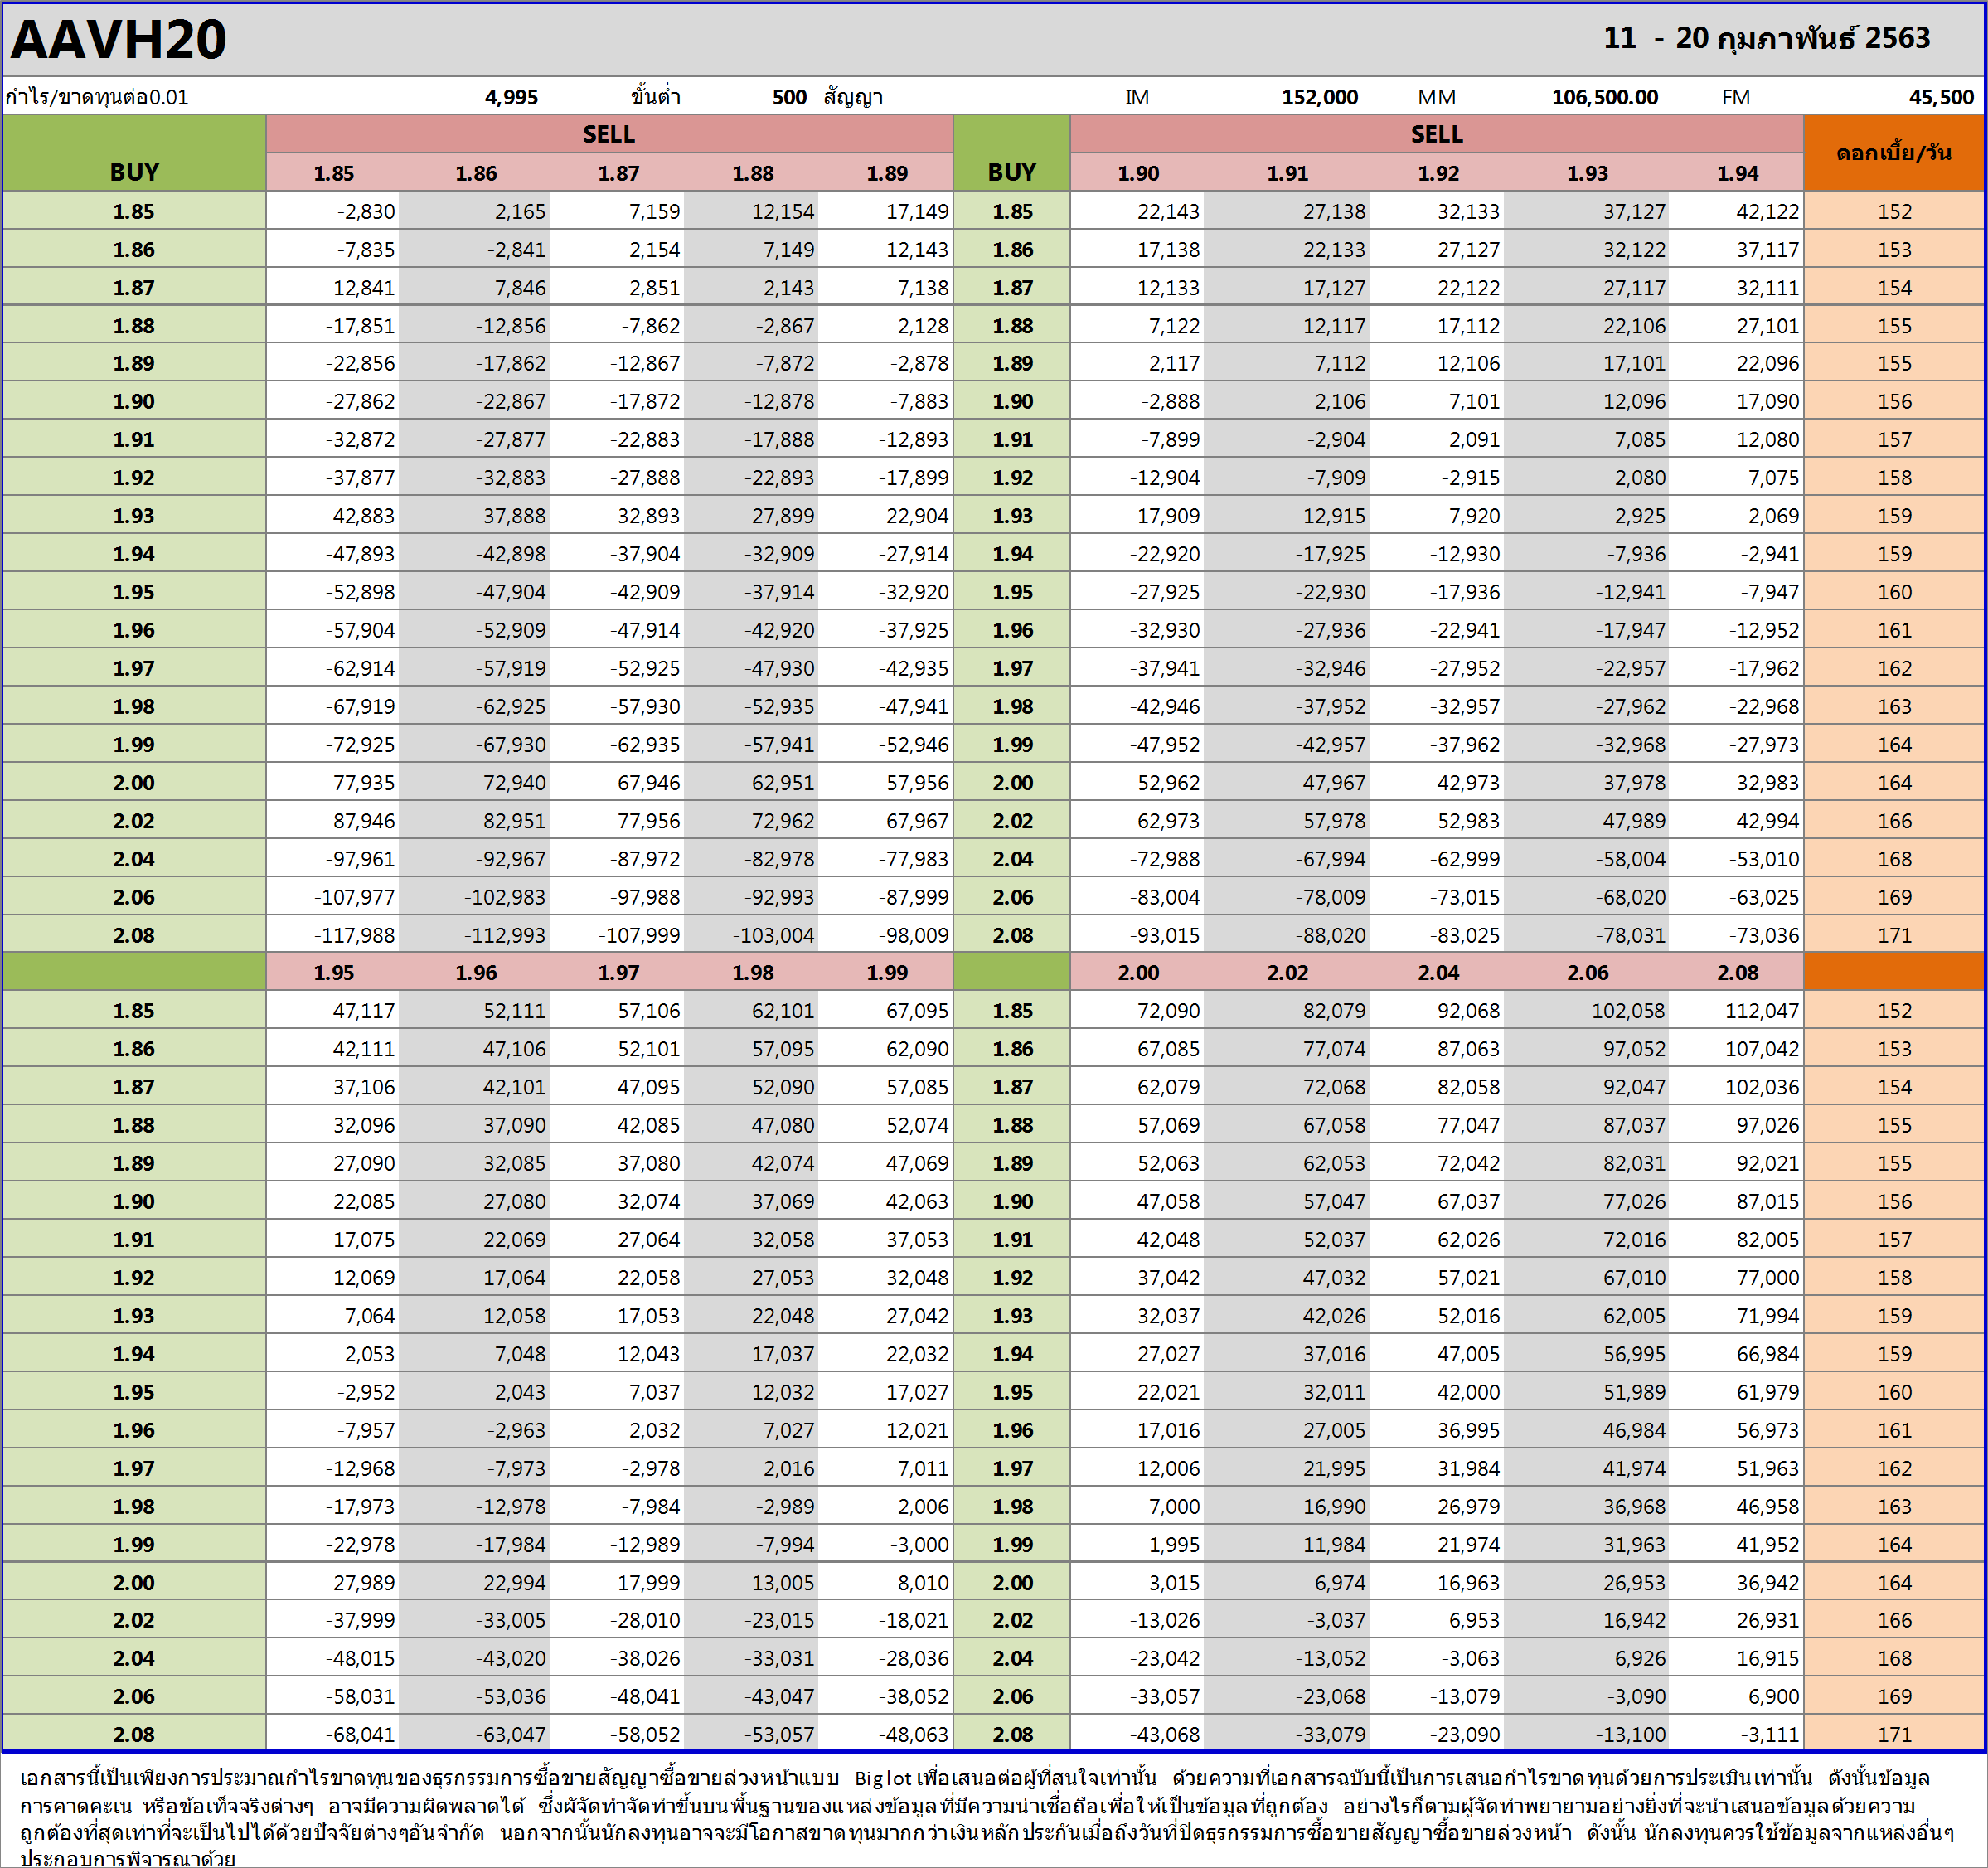 AAVH20 11 - 20 กุมภาพันธ์ 2563
กำไร/ขาดทุนต่อ0.01 4,995 ขั้นต่ำ 500 สัญญา IM 152,000 MM 106,500.00 FM 45,500
BUY SELL BUY SELL ดอกเบี้ย/วัน
1.85 1.86 1.87 1.88 1.89 1.90 1.91 1.92 1.93 1.94
1.85 -2,830 2,165 7,159 12,154 17,149 1.85 22,143 27,138 32,133 37,127 42,122 152
1.86 -7,835 -2,841 2,154 7,149 12,143 1.86 17,138 22,133 27,127 32,122 37,117 153
1.87 -12,841 -7,846 -2,851 2,143 7,138 1.87 12,133 17,127 22,122 27,117 32,111 154
1.88 -17,851 -12,856 -7,862 -2,867 2,128 1.88 7,122 12,117 17,112 22,106 27,101 155
1.89 -22,856 -17,862 -12,867 -7,872 -2,878 1.89 2,117 7,112 12,106 17,101 22,096 155
1.90 -27,862 -22,867 -17,872 -12,878 -7,883 1.90 -2,888 2,106 7,101 12,096 17,090 156
1.91 -32,872 -27,877 -22,883 -17,888 -12,893 1.91 -7,899 -2,904 2,091 7,085 12,080 157
1.92 -37,877 -32,883 -27,888 -22,893 -17,899 1.92 -12,904 -7,909 -2,915 2,080 7,075 158
1.93 -42,883 -37,888 -32,893 -27,899 -22,904 1.93 -17,909 -12,915 -7,920 -2,925 2,069 159
1.94 -47,893 -42,898 -37,904 -32,909 -27,914 1.94 -22,920 -17,925 -12,930 -7,936 -2,941 159
1.95 -52,898 -47,904 -42,909 -37,914 -32,920 1.95 -27,925 -22,930 -17,936 -12,941 -7,947 160
1.96 -57,904 -52,909 -47,914 -42,920 -37,925 1.96 -32,930 -27,936 -22,941 -17,947 -12,952 161
1.97 -62,914 -57,919 -52,925 -47,930 -42,935 1.97 -37,941 -32,946 -27,952 -22,957 -17,962 162
1.98 -67,919 -62,925 -57,930 -52,935 -47,941 1.98 -42,946 -37,952 -32,957 -27,962 -22,968 163
1.99 -72,925 -67,930 -62,935 -57,941 -52,946 1.99 -47,952 -42,957 -37,962 -32,968 -27,973 164
2.00 -77,935 -72,940 -67,946 -62,951 -57,956 2.00 -52,962 -47,967 -42,973 -37,978 -32,983 164
2.02 -87,946 -82,951 -77,956 -72,962 -67,967 2.02 -62,973 -57,978 -52,983 -47,989 -42,994 166
2.04 -97,961 -92,967 -87,972 -82,978 -77,983 2.04 -72,988 -67,994 -62,999 -58,004 -53,010 168
2.06 -107,977 -102,983 -97,988 -92,993 -87,999 2.06 -83,004 -78,009 -73,015 -68,020 -63,025 169
2.08 -117,988 -112,993 -107,999 -103,004 -98,009 2.08 -93,015 -88,020 -83,025 -78,031 -73,036 171
1.95 1.96 1.97 1.98 1.99 2.00 2.02 2.04 2.06 2.08
1.85 47,117 52,111 57,106 62,101 67,095 1.85 72,090 82,079 92,068 102,058 112,047 152
1.86 42,111 47,106 52,101 57,095 62,090 1.86 67,085 77,074 87,063 97,052 107,042 153
1.87 37,106 42,101 47,095 52,090 57,085 1.87 62,079 72,068 82,058 92,047 102,036 154
1.88 32,096 37,090 42,085 47,080 52,074 1.88 57,069 67,058 77,047 87,037 97,026 155
1.89 27,090 32,085 37,080 42,074 47,069 1.89 52,063 62,053 72,042 82,031 92,021 155
1.90 22,085 27,080 32,074 37,069 42,063 1.90 47,058 57,047 67,037 77,026 87,015 156
1.91 17,075 22,069 27,064 32,058 37,053 1.91 42,048 52,037 62,026 72,016 82,005 157
1.92 12,069 17,064 22,058 27,053 32,048 1.92 37,042 47,032 57,021 67,010 77,000 158
1.93 7,064 12,058 17,053 22,048 27,042 1.93 32,037 42,026 52,016 62,005 71,994 159
1.94 2,053 7,048 12,043 17,037 22,032 1.94 27,027 37,016 47,005 56,995 66,984 159
1.95 -2,952 2,043 7,037 12,032 17,027 1.95 22,021 32,011 42,000 51,989 61,979 160
1.96 -7,957 -2,963 2,032 7,027 12,021 1.96 17,016 27,005 36,995 46,984 56,973 161
1.97 -12,968 -7,973 -2,978 2,016 7,011 1.97 12,006 21,995 31,984 41,974 51,963 162
1.98 -17,973 -12,978 -7,984 -2,989 2,006 1.98 7,000 16,990 26,979 36,968 46,958 163
1.99 -22,978 -17,984 -12,989 -7,994 -3,000 1.99 1,995 11,984 21,974 31,963 41,952 164
2.00 -27,989 -22,994 -17,999 -13,005 -8,010 2.00 -3,015 6,974 16,963 26,953 36,942 164
2.02 -37,999 -33,005 -28,010 -23,015 -18,021 2.02 -13,026 -3,037 6,953 16,942 26,931 166
2.04 -48,015 -43,020 -38,026 -33,031 -28,036 2.04 -23,042 -13,052 -3,063 6,926 16,915 168
2.06 -58,031 -53,036 -48,041 -43,047 -38,052 2.06 -33,057 -23,068 -13,079 -3,090 6,900 169
2.08 -68,041 -63,047 -58,052 -53,057 -48,063 2.08 -43,068 -33,079 -23,090 -13,100 -3,111 171
เอกสารนี้เป็นเพียงการประมาณกำไรขาดทุนของธุรกรรมการซื้อขายสัญญาซื้อขายล่วงหน้าแบบ Big lot เพื่อเสนอต่อผู้ที่สนใจเท่านั้น ด้วยความที่เอกสารฉบับนี้เป็นการเสนอกำไรขาดทุนด้วยการประเมินเท่านั้น ดังนั้นข้อมูล
การคาดคะเน หรือข้อเท็จจริงต่างๆ อาจมีความผิดพลาดได้ ซึ่งผัจัดทำจัดทำขึ้นบนพื้นฐานของแหล่งข้อมูลที่มีความน่าเชื่อถือเพื่อให้เป็นข้อมูลที่ถูกต้อง อย่างไรก็ตามผู้จัดทำพยายามอย่างยิ่งที่จะนำเสนอข้อมูลด้วยความ
ถูกต้องที่สุดเท่าที่จะเป็นไปได้ด้วยปัจจัยต่างๆอันจำกัด นอกจากนั้นนักลงทุนอาจจะมีโอกาสขาดทุนมากกว่าเงินหลักประกันเมื่อถึงวันที่ปิดธุรกรรมการซื้อขายสัญญาซื้อขายล่วงหน้า ดังนั้น นักลงทุนควรใช้ข้อมูลจากแหล่งอื่นๆ
ประกอบการพิจารณาด้วย